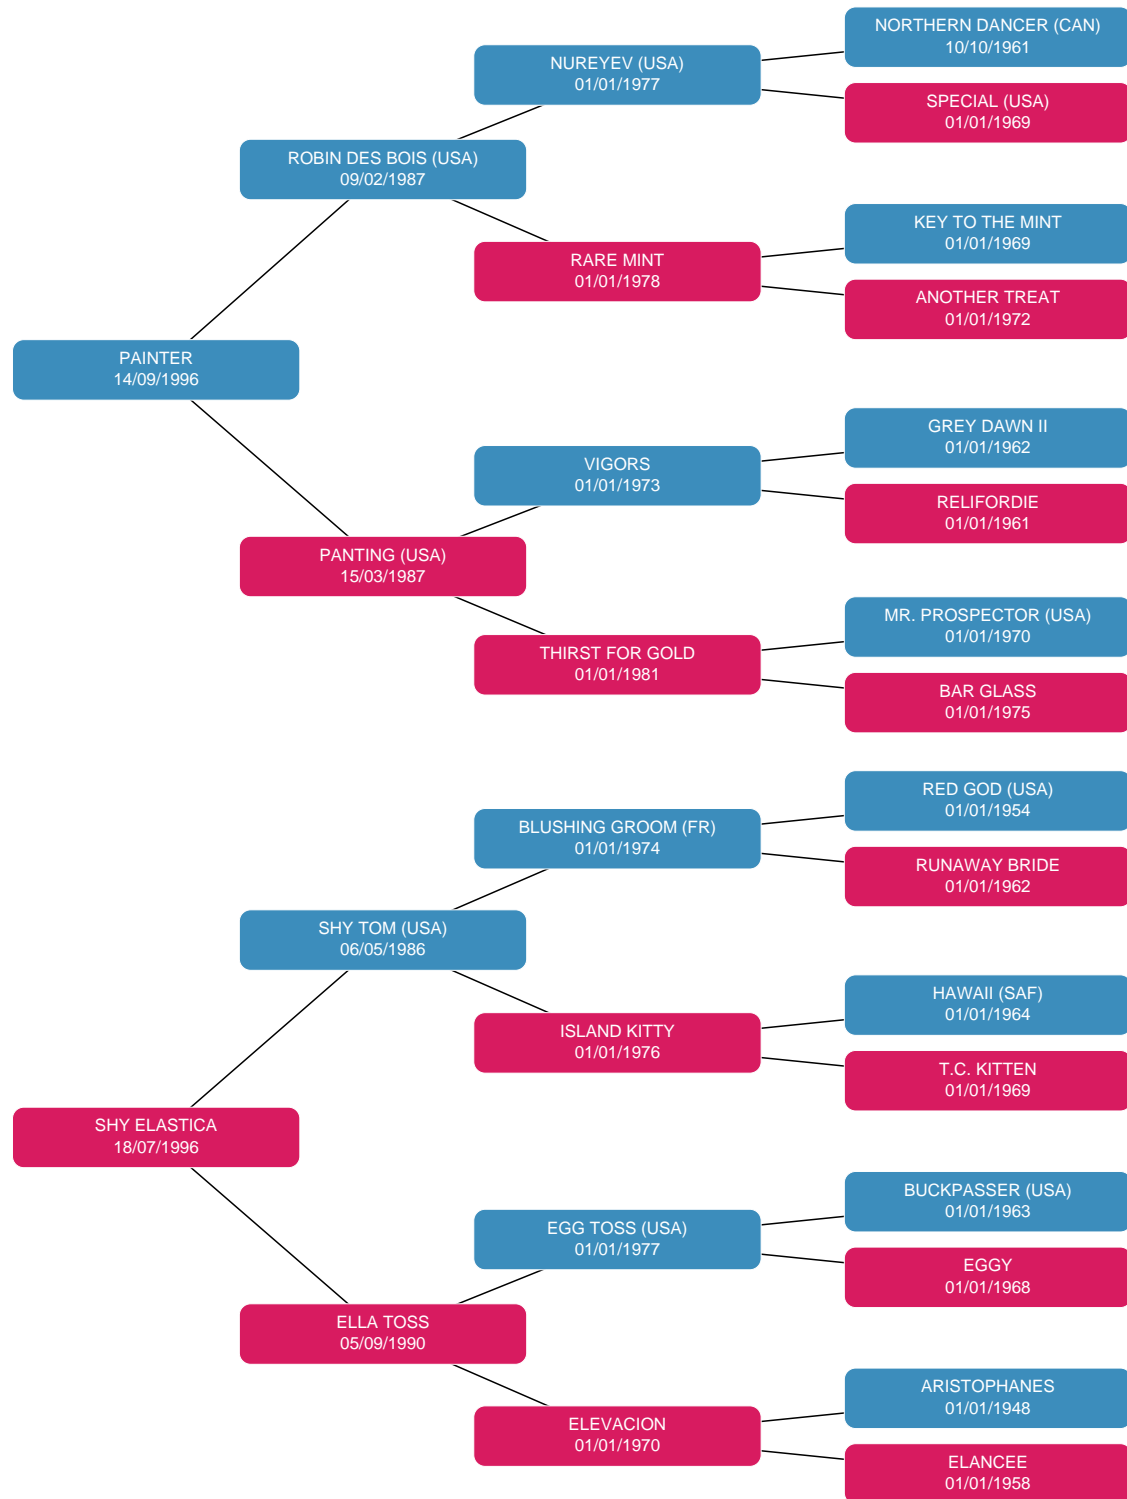 NORTHERN DANCER (CAN)
10/10/1961
NUREYEV (USA)
01/01/1977
SPECIAL (USA)
01/01/1969
ROBIN DES BOIS (USA)
09/02/1987
KEY TO THE MINT
01/01/1969
RARE MINT
01/01/1978
ANOTHER TREAT
01/01/1972
PAINTER
14/09/1996
GREY DAWN II
01/01/1962
VIGORS
01/01/1973
RELIFORDIE
01/01/1961
PANTING (USA)
15/03/1987
MR. PROSPECTOR (USA)
01/01/1970
THIRST FOR GOLD
01/01/1981
BAR GLASS
01/01/1975
RED GOD (USA)
01/01/1954
BLUSHING GROOM (FR)
01/01/1974
RUNAWAY BRIDE
01/01/1962
SHY TOM (USA)
06/05/1986
HAWAII (SAF)
01/01/1964
ISLAND KITTY
01/01/1976
T.C. KITTEN
01/01/1969
SHY ELASTICA
18/07/1996
BUCKPASSER (USA)
01/01/1963
EGG TOSS (USA)
01/01/1977
EGGY
01/01/1968
ELLA TOSS
05/09/1990
ARISTOPHANES
01/01/1948
ELEVACION
01/01/1970
ELANCEE
01/01/1958